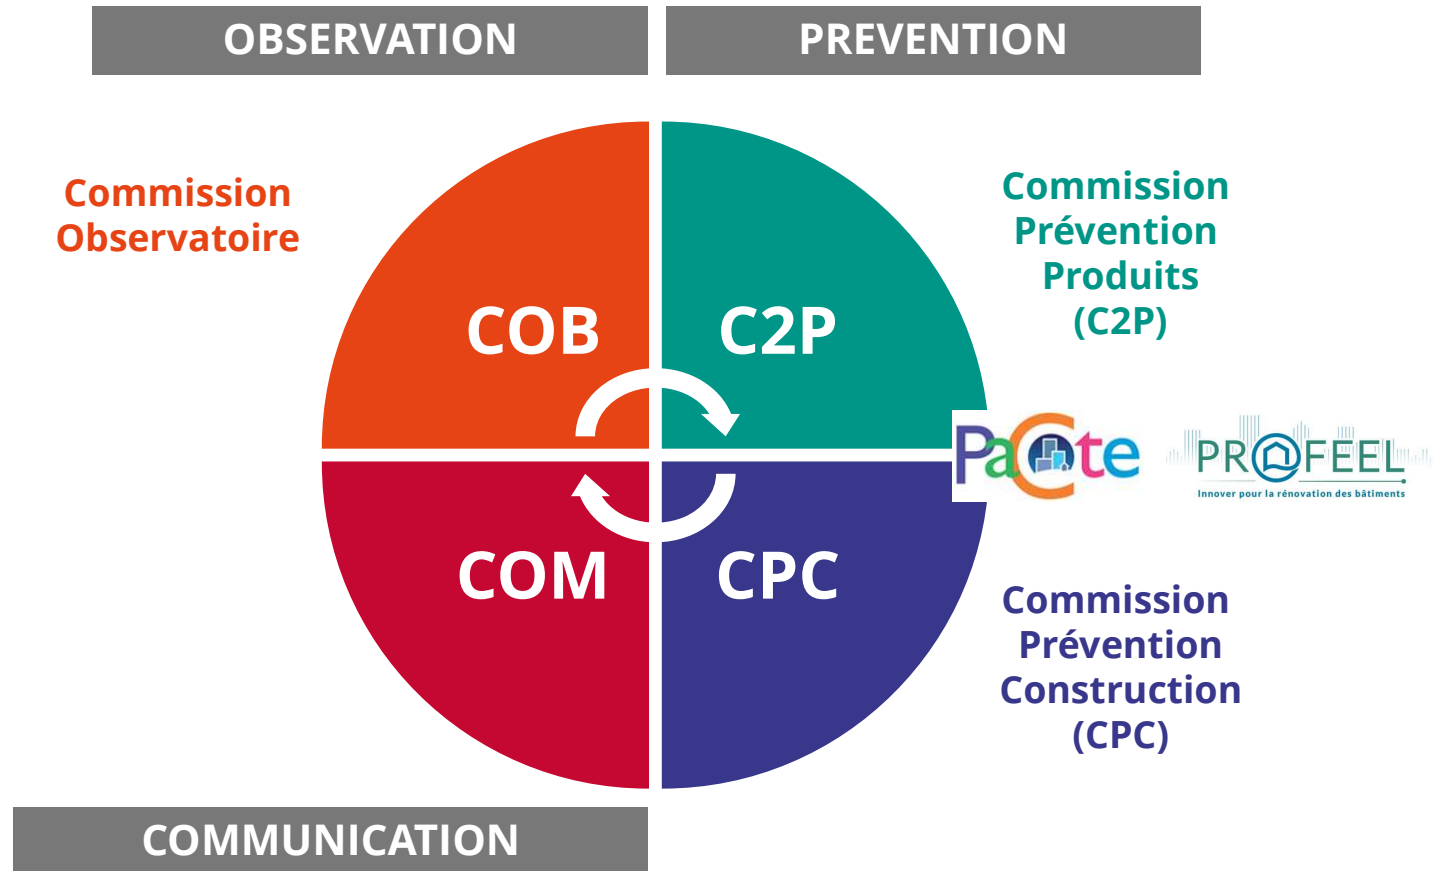 OBSERVATION
PREVENTION
Commission
Observatoire
Commission
Prévention
Produits
(C2P)
COB
C2P
PaCte
PROFEEL
Innover pour la rénovation des bâtiments
COM
CPC
Commission
Prévention
Construction
(CPC)
COMMUNICATION